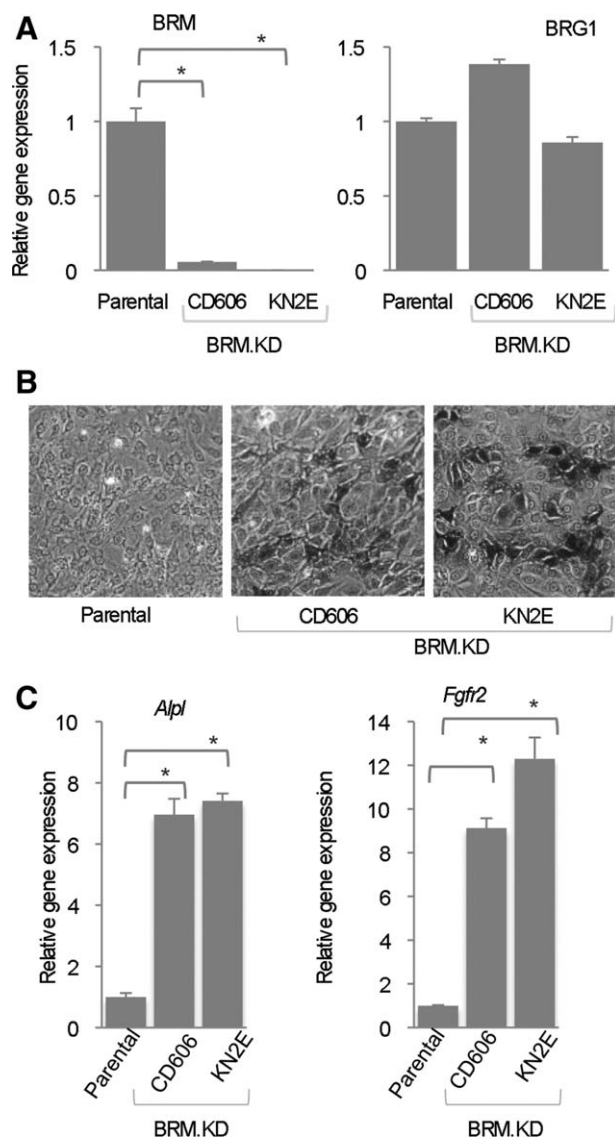 A
BRM
BRG1
Relative gene expression
1.5
1
0.5
0
*
*
Parental
CD606
KN2E
BRM.KD
1.5
1
0.5
0
Parental
CD606
KN2E
BRM.KD
B
Parental
CD606
KN2E
BRM.KD
C
Alpl
Relative gene expression
10
8
6
4
2
0
*
*
Parental
CD606
KN2E
BRM.KD
Fgfr2
Relative gene expression
14
12
10
8
6
4
2
0
*
*
Parental
CD606
KN2E
BRM.KD